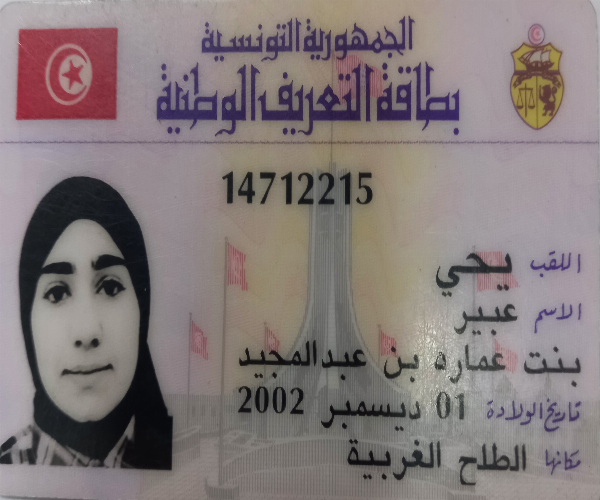 الجمهورية التونسية
بطاقة التعريف الوطنية
14712215
اللقب يحي
الاسم عبير
بنت عماره بن عبدالمجيد
تاريخ الولادة 01 ديسمبر 2002
مكانها الطلاح الغربية